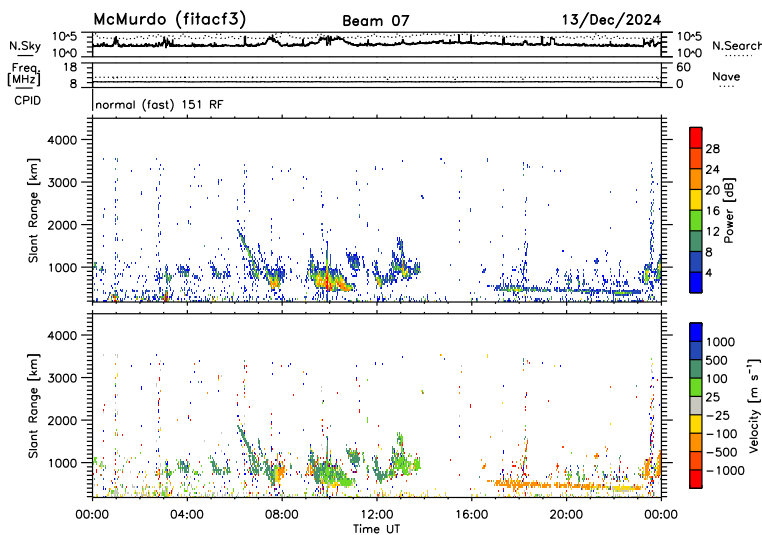 McMurdo (fitacf3) Beam 07 13/Dec/2024
N.Sky 10^5 10^0 10^5 10^0 N.Search
Freq. [MHz] 18 8 60 0 Nave
CPID normal (fast) 151 RF
Slant Range [km]
4000
3000
2000
1000
28
24
20
16
12
8
4
Power [dB]
Slant Range [km]
4000
3000
2000
1000
1000
500
100
25
-25
-100
-500
-1000
Velocity [m s⁻¹]
00:00 04:00 08:00 12:00 16:00 20:00 00:00
Time UT